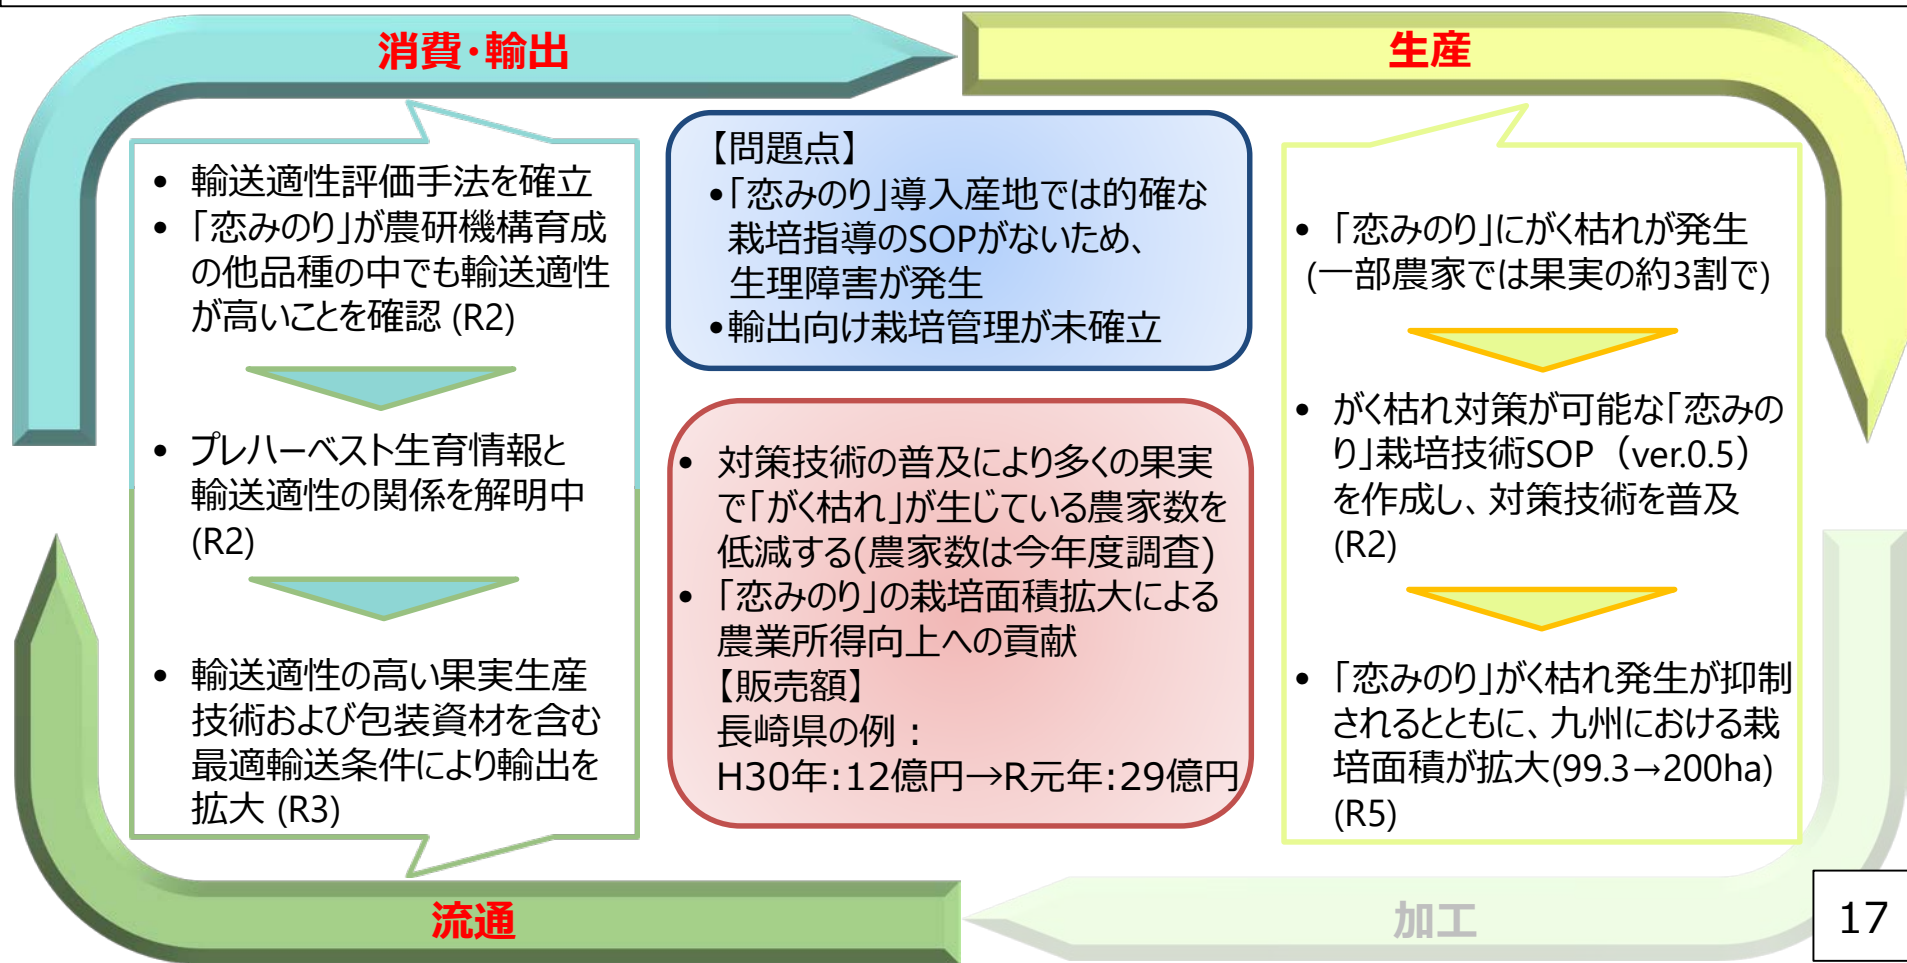 消費・輸出
生産
• 輸送適性評価手法を確立
• 「恋みのり」が農研機構育成
の他品種の中でも輸送適性
が高いことを確認 (R2)
• プレハーベスト生育情報と
輸送適性の関係を解明中
(R2)
• 輸送適性の高い果実生産
技術および包装資材を含む
最適輸送条件により輸出を
拡大 (R3)
【問題点】
•「恋みのり」導入産地では的確な
栽培指導のSOPがないため、
生理障害が発生
•輸出向け栽培管理が未確立
• 対策技術の普及により多くの果実
で「がく枯れ」が生じている農家数を
低減する(農家数は今年度調査)
• 「恋みのり」の栽培面積拡大による
農業所得向上への貢献
【販売額】
長崎県の例：
H30年:12億円→R元年:29億円
• 「恋みのり」にがく枯れが発生
(一部農家では果実の約3割で)
• がく枯れ対策が可能な「恋みの
り」栽培技術SOP（ver.0.5）
を作成し、対策技術を普及
(R2)
• 「恋みのり」がく枯れ発生が抑制
されるとともに、九州における栽
培面積が拡大(99.3→200ha)
(R5)
流通
加工
17